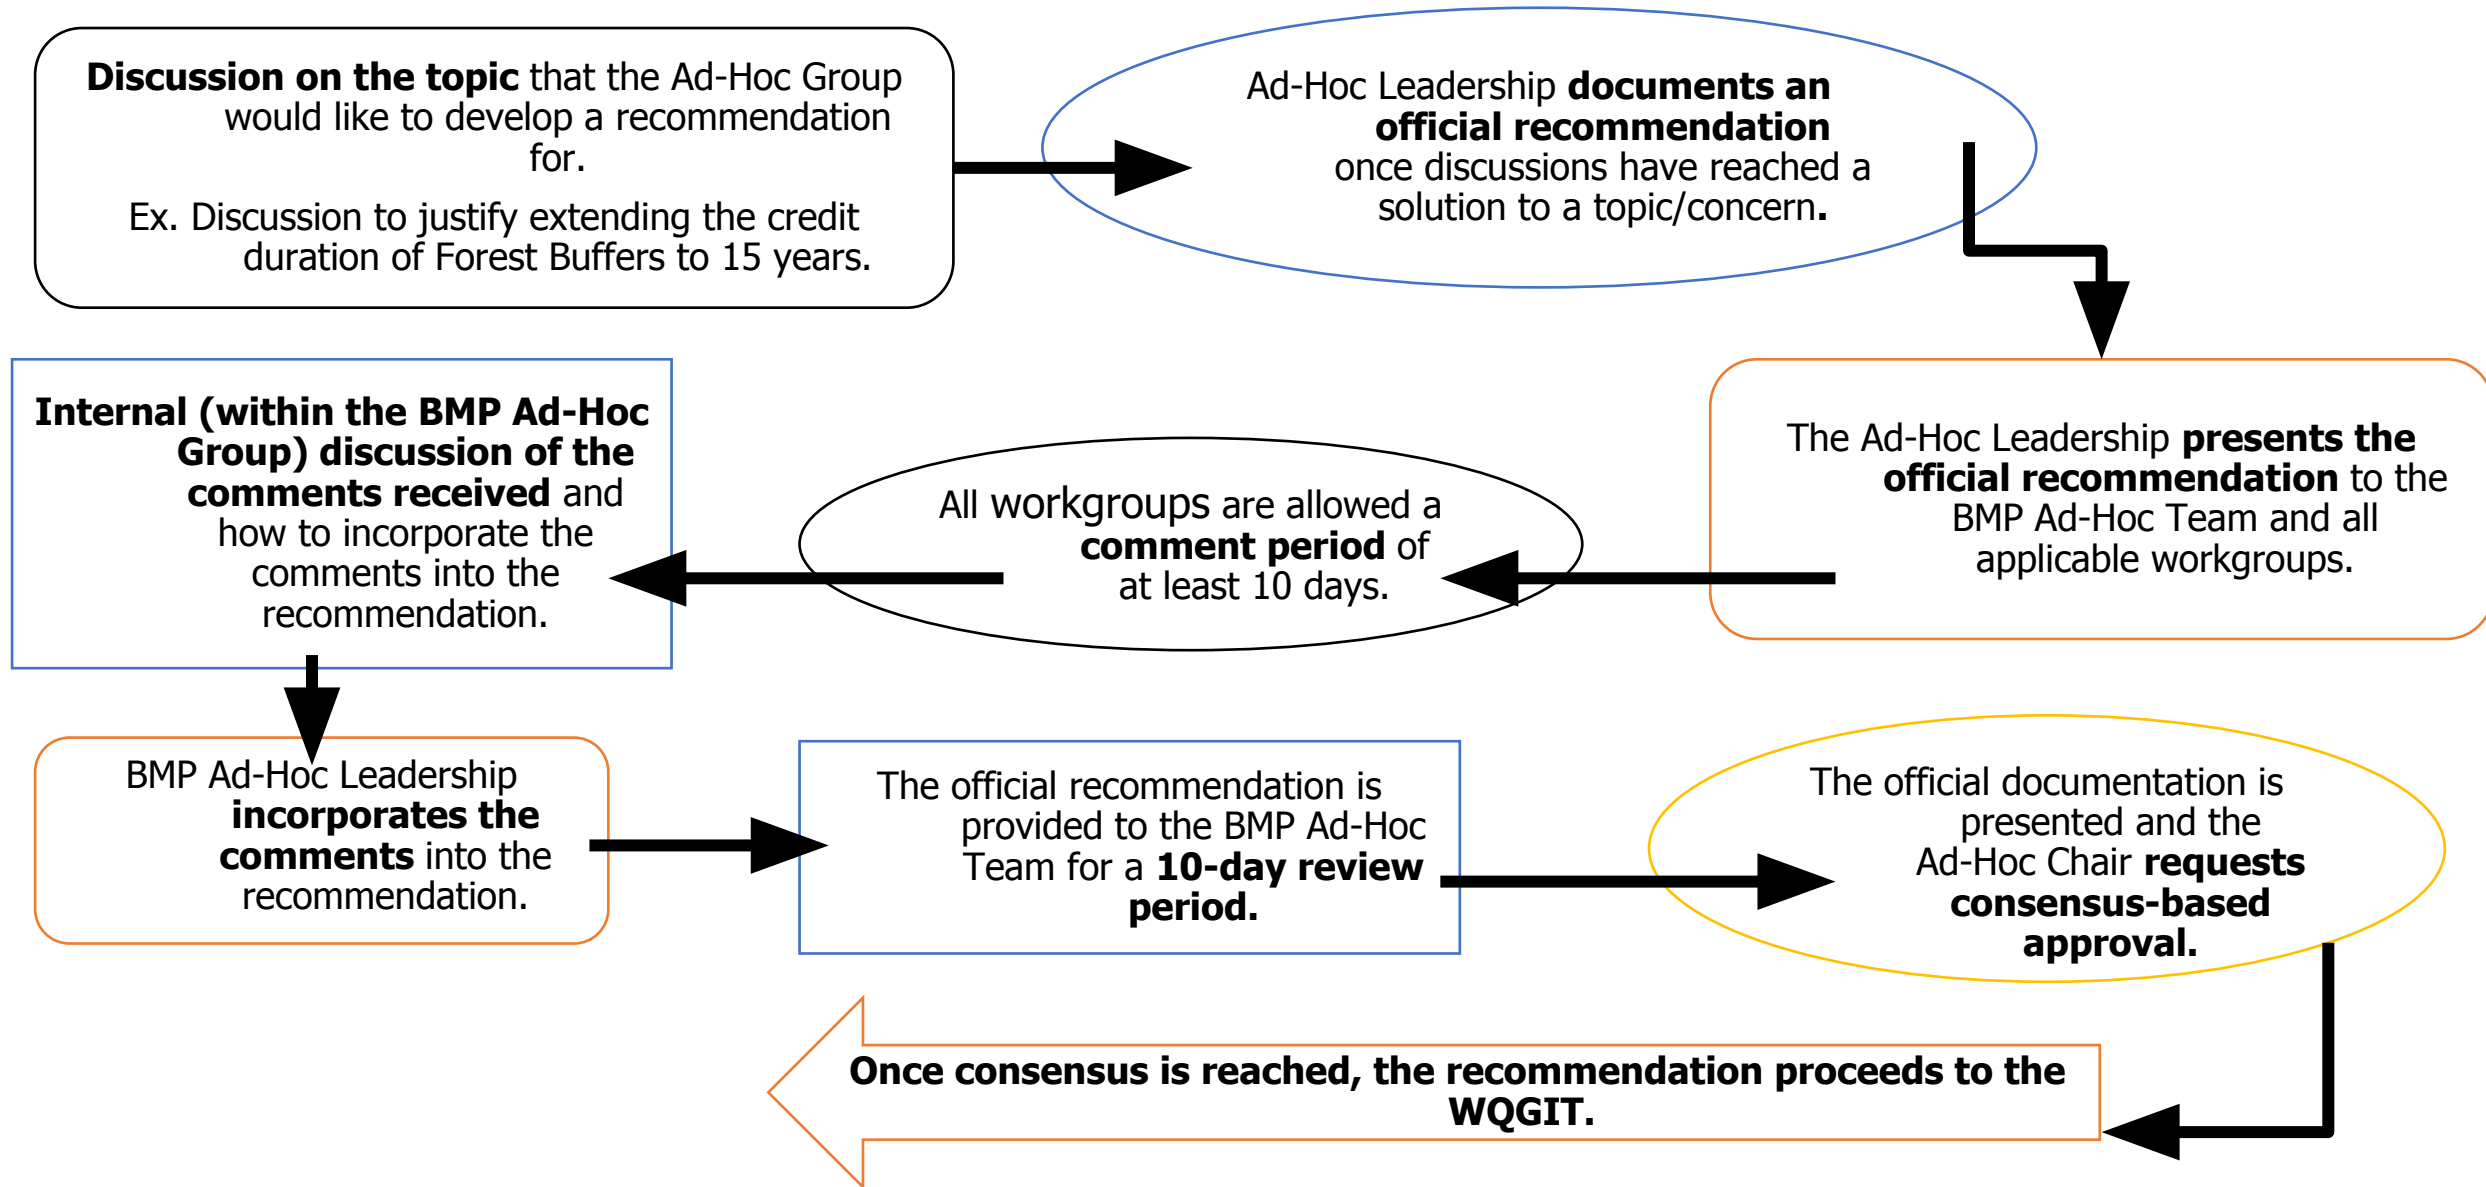 Discussion on the topic that the Ad-Hoc Group
would like to develop a recommendation
for.
Ex. Discussion to justify extending the credit
duration of Forest Buffers to 15 years.
Ad-Hoc Leadership documents an
official recommendation
once discussions have reached a
solution to a topic/concern.
The Ad-Hoc Leadership presents the
official recommendation to the
BMP Ad-Hoc Team and all
applicable workgroups.
All workgroups are allowed a
comment period of
at least 10 days.
Internal (within the BMP Ad-Hoc
Group) discussion of the
comments received and
how to incorporate the
comments into the
recommendation.
BMP Ad-Hoc Leadership
incorporates the
comments into the
recommendation.
The official recommendation is
provided to the BMP Ad-Hoc
Team for a 10-day review
period.
The official documentation is
presented and the
Ad-Hoc Chair requests
consensus-based
approval.
Once consensus is reached, the recommendation proceeds to the
WQGIT.